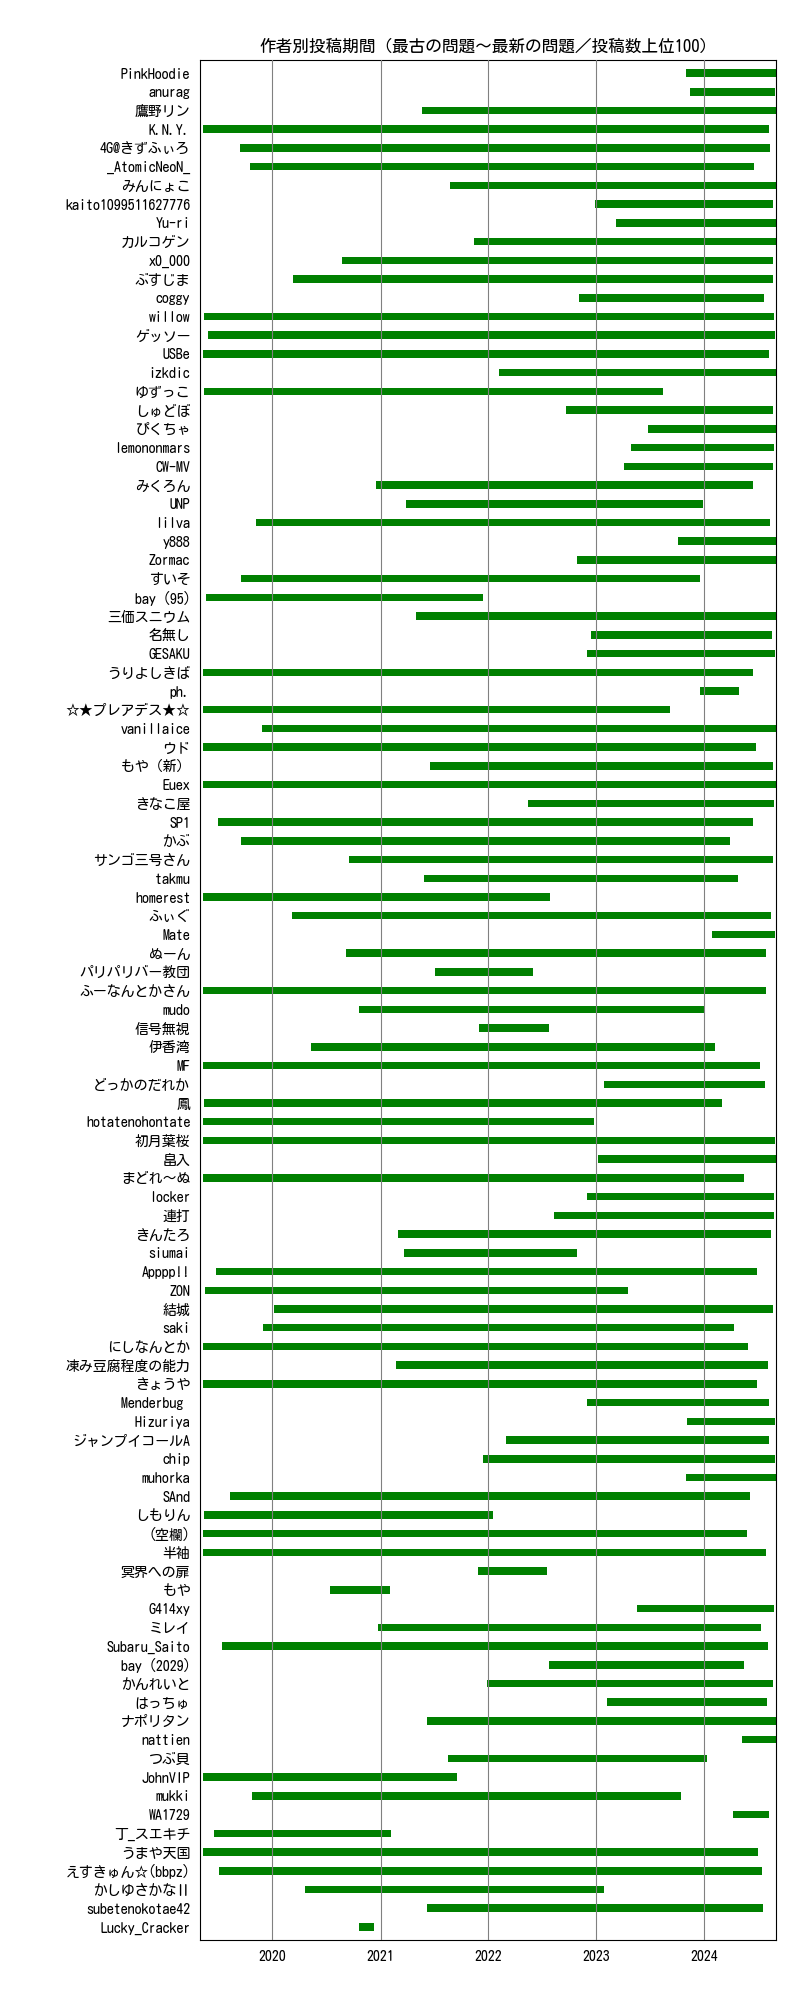 作者別投稿期間（最古の問題～最新の問題／投稿数上位100）
PinkHoodie
anurag
鷹野リン
K.N.Y.
4G@きずふぃろ
_AtomicNeoN_
みんにょこ
kaito1099511627776
Yu-ri
カルコゲン
x0_000
ぶすじま
coggy
willow
ゲッソー
USBe
izkdic
ゆずっこ
しゅどぼ
ぴくちゃ
lemononmars
CW-MV
みくろん
UNP
lilva
y888
Zormac
すいそ
bay (95)
三価スニウム
名無し
GESAKU
うりよしきば
ph.
☆★プレアデス★☆
vanillaice
ウド
もや（新）
Euex
きなこ屋
SP1
かぶ
サンゴ三号さん
takmu
homerest
ふぃぐ
Mate
ぬーん
パリパリバー教団
ふーなんとかさん
mudo
信号無視
伊香湾
MF
どっかのだれか
鳳
hotatenohontate
初月葉桜
畠入
まどれ～ぬ
locker
連打
きんたろ
siumai
AppppII
ZON
結城
saki
にしなんとか
凍み豆腐程度の能力
きょうや
Menderbug
Hizuriya
ジャンプイコールA
chip
muhorka
SAnd
しもりん
(空欄)
半袖
冥界への扉
もや
G414xy
ミレイ
Subaru_Saito
bay (2029)
かんれいと
はっちゅ
ナポリタン
nattien
つぶ貝
JohnVIP
mukki
WA1729
丁_スエキチ
うまや天国
えすきゅん☆(bbpz)
かしゆさかなⅡ
subetenokotae42
Lucky_Cracker
2020 2021 2022 2023 2024